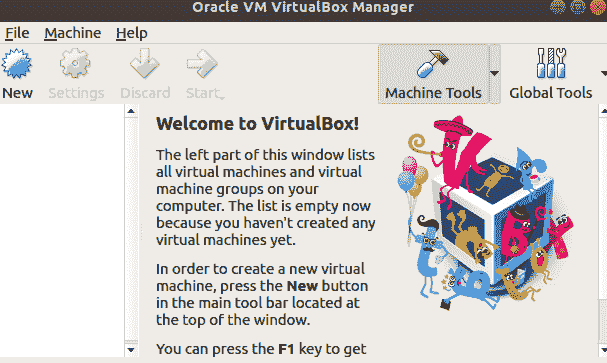 Oracle VM VirtualBox Manager
File Machine Help
New Settings Discard Start Machine Tools Global Tools
Welcome to VirtualBox!
The left part of this window lists
all virtual machines and virtual
machine groups on your
computer. The list is empty now
because you haven't created any
virtual machines yet.
In order to create a new virtual
machine, press the New button
in the main tool bar located at
the top of the window.
You can press the F1 key to get